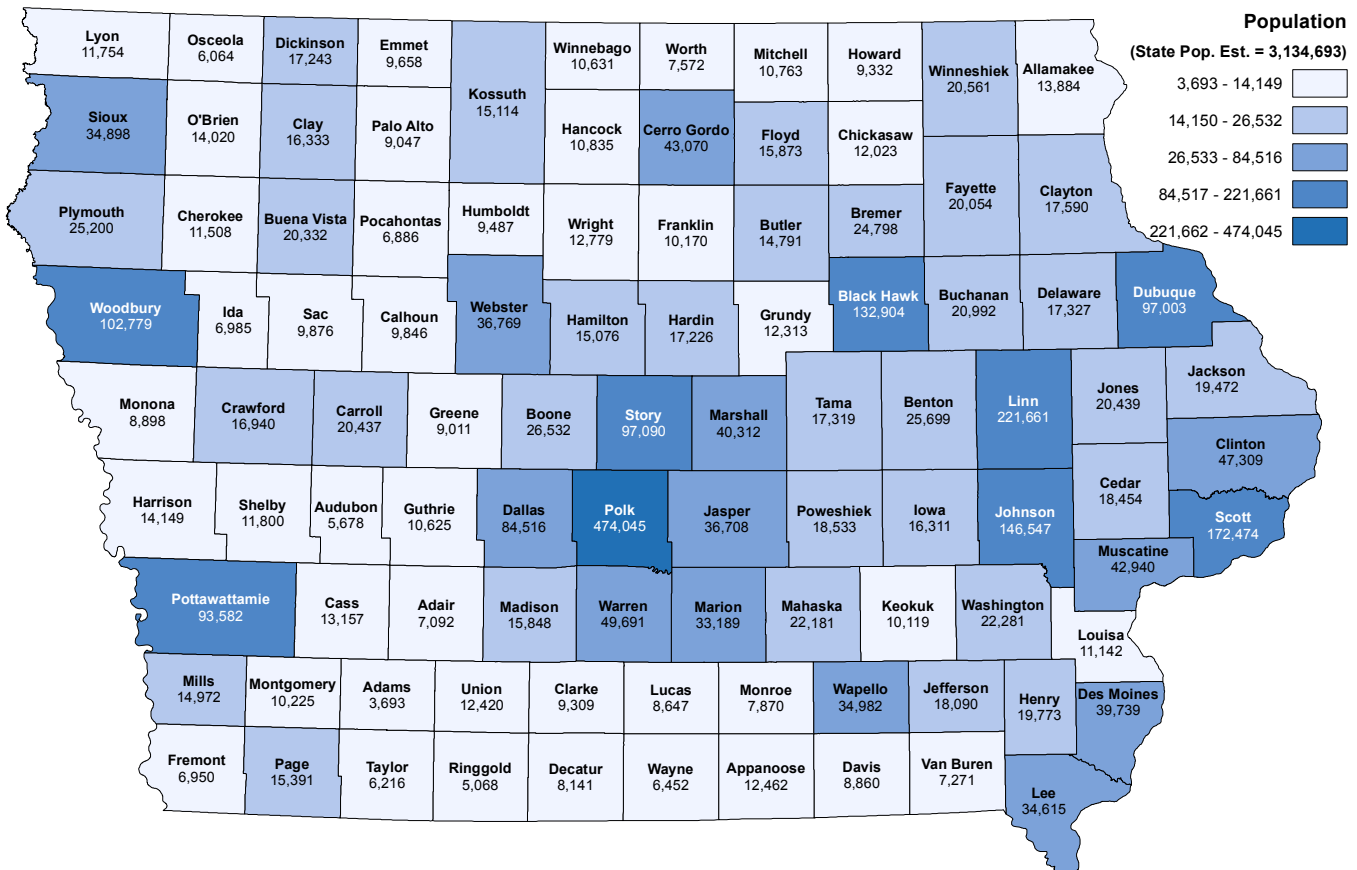 Population
(State Pop. Est. = 3,134,693)
3,693 - 14,149
14,150 - 26,532
26,533 - 84,516
84,517 - 221,661
221,662 - 474,045
Lyon
11,754
Osceola
6,064
Dickinson
17,243
Emmet
9,658
Kossuth
15,114
Winnebago
10,631
Worth
7,572
Mitchell
10,763
Howard
9,332
Winneshiek
20,561
Allamakee
13,884
Sioux
34,898
O'Brien
14,020
Clay
16,333
Palo Alto
9,047
Hancock
10,835
Cerro Gordo
43,070
Floyd
15,873
Chickasaw
12,023
Plymouth
25,200
Cherokee
11,508
Buena Vista
20,332
Pocahontas
6,886
Humboldt
9,487
Wright
12,779
Franklin
10,170
Butler
14,791
Bremer
24,798
Fayette
20,054
Clayton
17,590
Woodbury
102,779
Ida
6,985
Sac
9,876
Calhoun
9,846
Webster
36,769
Hamilton
15,076
Hardin
17,226
Grundy
12,313
Black Hawk
132,904
Buchanan
20,992
Delaware
17,327
Dubuque
97,003
Monona
8,898
Crawford
16,940
Carroll
20,437
Greene
9,011
Boone
26,532
Story
97,090
Marshall
40,312
Tama
17,319
Benton
25,699
Linn
221,661
Jones
20,439
Jackson
19,472
Clinton
47,309
Harrison
14,149
Shelby
11,800
Audubon
5,678
Guthrie
10,625
Dallas
84,516
Polk
474,045
Jasper
36,708
Poweshiek
18,533
Iowa
16,311
Johnson
146,547
Cedar
18,454
Scott
172,474
Muscatine
42,940
Pottawattamie
93,582
Cass
13,157
Adair
7,092
Madison
15,848
Warren
49,691
Marion
33,189
Mahaska
22,181
Keokuk
10,119
Washington
22,281
Louisa
11,142
Mills
14,972
Montgomery
10,225
Adams
3,693
Union
12,420
Clarke
9,309
Lucas
8,647
Monroe
7,870
Wapello
34,982
Jefferson
18,090
Henry
19,773
Des Moines
39,739
Fremont
6,950
Page
15,391
Taylor
6,216
Ringgold
5,068
Decatur
8,141
Wayne
6,452
Appanoose
12,462
Davis
8,860
Van Buren
7,271
Lee
34,615